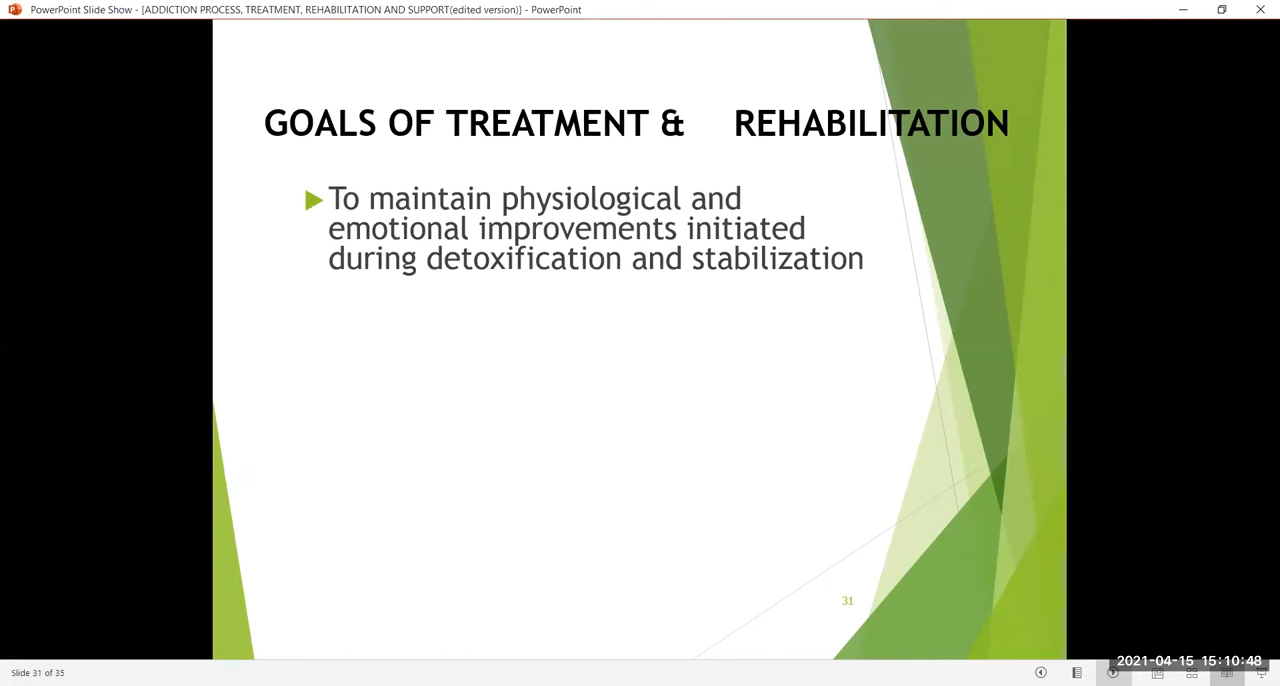 PowerPoint Slide Show - [ADDICTION PROCESS, TREATMENT, REHABILITATION AND SUPPORT(edited version)] - PowerPoint
GOALS OF TREATMENT & REHABILITATION
To maintain physiological and
emotional improvements initiated
during detoxification and stabilization
31
2021-04-15 15:10:48
Slide 31 of 35